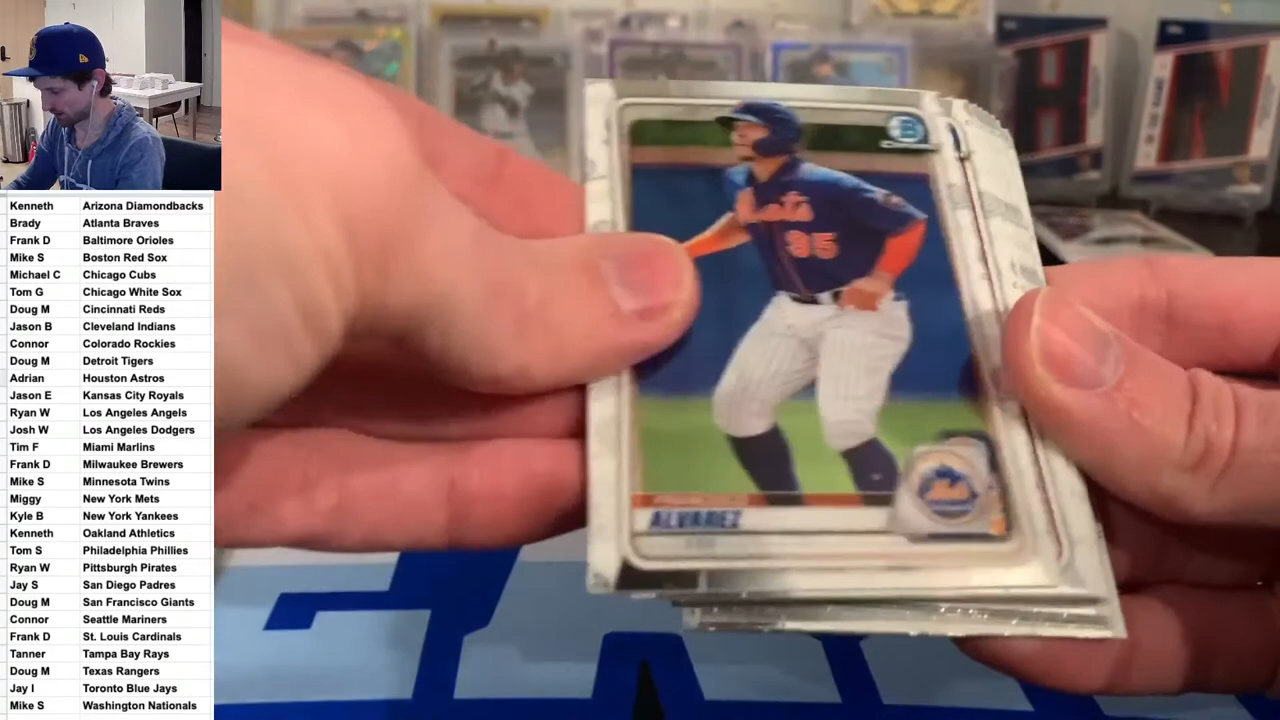 Kenneth Arizona Diamondbacks
Brady Atlanta Braves
Frank D Baltimore Orioles
Mike S Boston Red Sox
Michael C Chicago Cubs
Tom G Chicago White Sox
Doug M Cincinnati Reds
Jason B Cleveland Indians
Connor Colorado Rockies
Doug M Detroit Tigers
Adrian Houston Astros
Jason E Kansas City Royals
Ryan W Los Angeles Angels
Josh W Los Angeles Dodgers
Tim F Miami Marlins
Frank D Milwaukee Brewers
Mike S Minnesota Twins
Miggy New York Mets
Kyle B New York Yankees
Kenneth Oakland Athletics
Tom S Philadelphia Phillies
Ryan W Pittsburgh Pirates
Jay S San Diego Padres
Doug M San Francisco Giants
Connor Seattle Mariners
Frank D St. Louis Cardinals
Tanner Tampa Bay Rays
Doug M Texas Rangers
Jay I Toronto Blue Jays
Mike S Washington Nationals
B
Mets
95
Mets
ALVAREZ
H
N